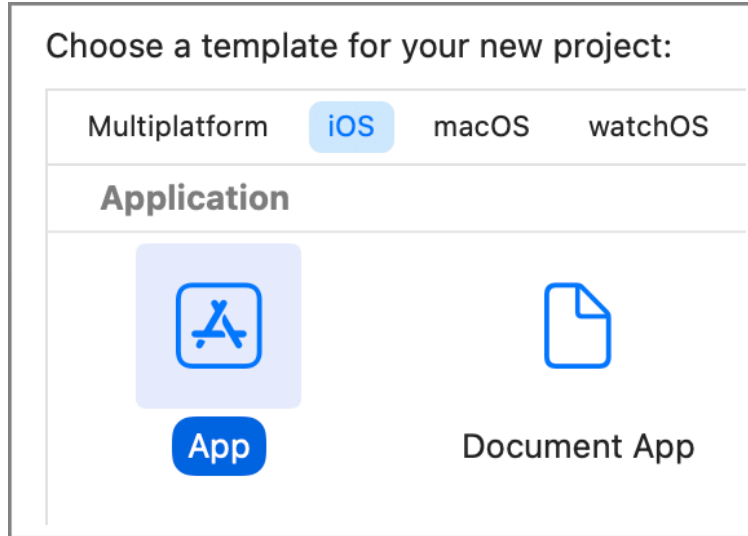 Choose a template for your new project:
Multiplatform iOS macOS watchOS
Application
App Document App